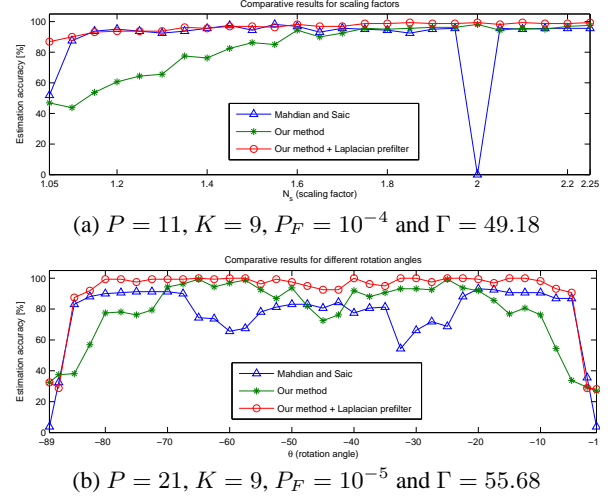 Comparative results for scaling factors
Estimation accuracy [%]
100
80
60
40
20
0
Mahdian and Saic
Our method
Our method + Laplacian prefilter
1.05 1.2 1.4 1.6 1.8 2 2.2 2.25
Ns (scaling factor)
(a) P = 11, K = 9, PF = 10−4 and Γ = 49.18
Comparative results for different rotation angles
Estimation accuracy [%]
100
80
60
40
20
0
Mahdian and Saic
Our method
Our method + Laplacian prefilter
−89 −80 −70 −60 −50 −40 −30 −20 −10 −1
θ (rotation angle)
(b) P = 21, K = 9, PF = 10−5 and Γ = 55.68